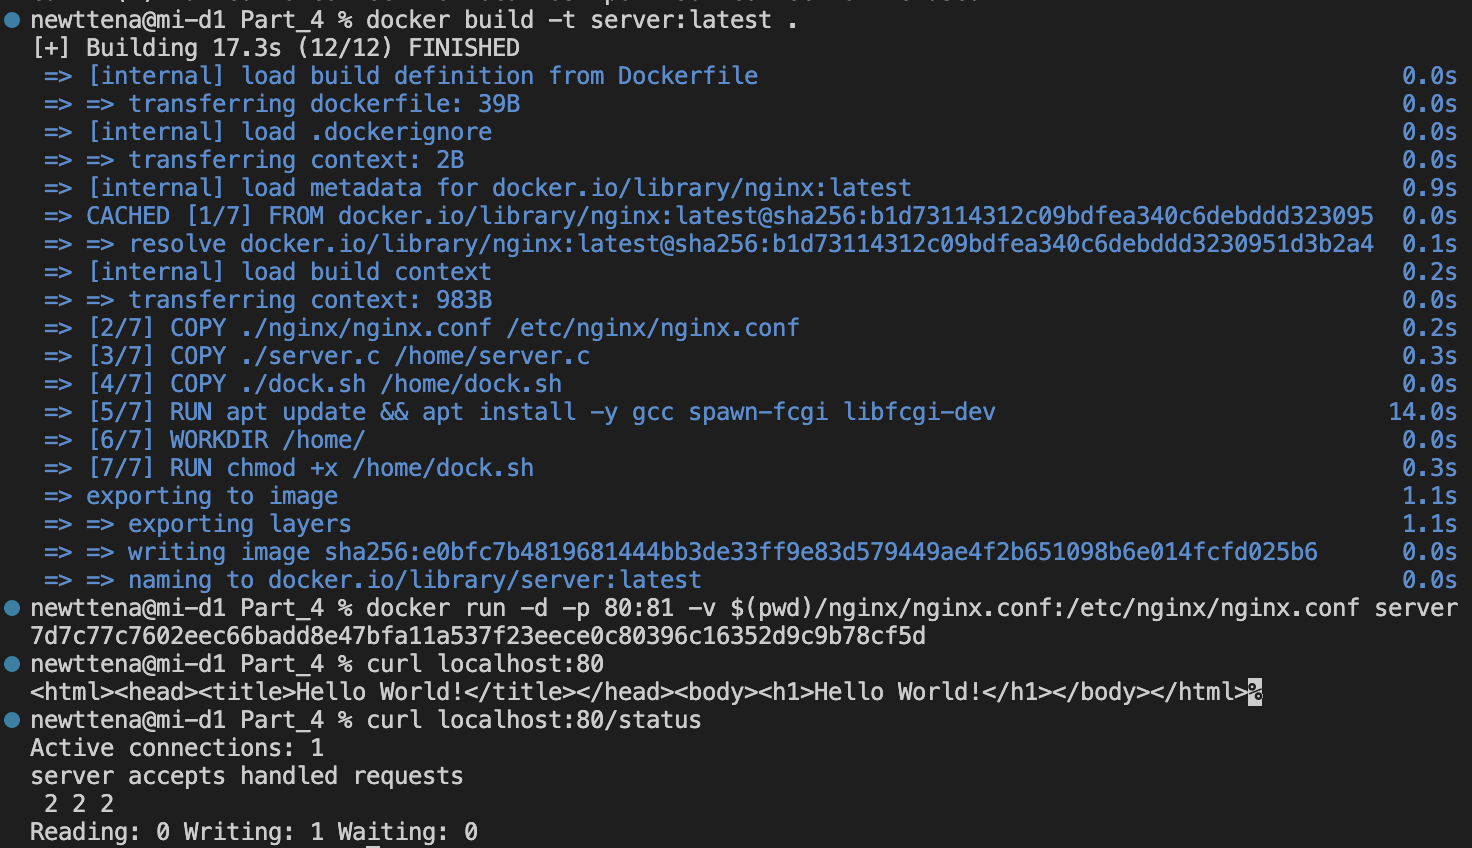 newttena@mi-d1 Part_4 % docker build -t server:latest .
[+] Building 17.3s (12/12) FINISHED
=> [internal] load build definition from Dockerfile 0.0s
=> => transferring dockerfile: 39B 0.0s
=> [internal] load .dockerignore 0.0s
=> => transferring context: 2B 0.0s
=> [internal] load metadata for docker.io/library/nginx:latest 0.9s
=> CACHED [1/7] FROM docker.io/library/nginx:latest@sha256:b1d73114312c09bdfea340c6debddd323095 0.0s
=> => resolve docker.io/library/nginx:latest@sha256:b1d73114312c09bdfea340c6debddd3230951d3b2a4 0.1s
=> [internal] load build context 0.2s
=> => transferring context: 983B 0.0s
=> [2/7] COPY ./nginx/nginx.conf /etc/nginx/nginx.conf 0.2s
=> [3/7] COPY ./server.c /home/server.c 0.3s
=> [4/7] COPY ./dock.sh /home/dock.sh 0.0s
=> [5/7] RUN apt update && apt install -y gcc spawn-fcgi libfcgi-dev 14.0s
=> [6/7] WORKDIR /home/ 0.0s
=> [7/7] RUN chmod +x /home/dock.sh 0.3s
=> exporting to image 1.1s
=> => exporting layers 1.1s
=> => writing image sha256:e0bfc7b4819681444bb3de33ff9e83d579449ae4f2b651098b6e014fcfd025b6 0.0s
=> => naming to docker.io/library/server:latest 0.0s
newttena@mi-d1 Part_4 % docker run -d -p 80:81 -v $(pwd)/nginx/nginx.conf:/etc/nginx/nginx.conf server
7d7c77c7602eec66badd8e47bfa11a537f23eece0c80396c16352d9c9b78cf5d
newttena@mi-d1 Part_4 % curl localhost:80
<html><head><title>Hello World!</title></head><body><h1>Hello World!</h1></body></html>%
newttena@mi-d1 Part_4 % curl localhost:80/status
Active connections: 1
server accepts handled requests
2 2 2
Reading: 0 Writing: 1 Waiting: 0